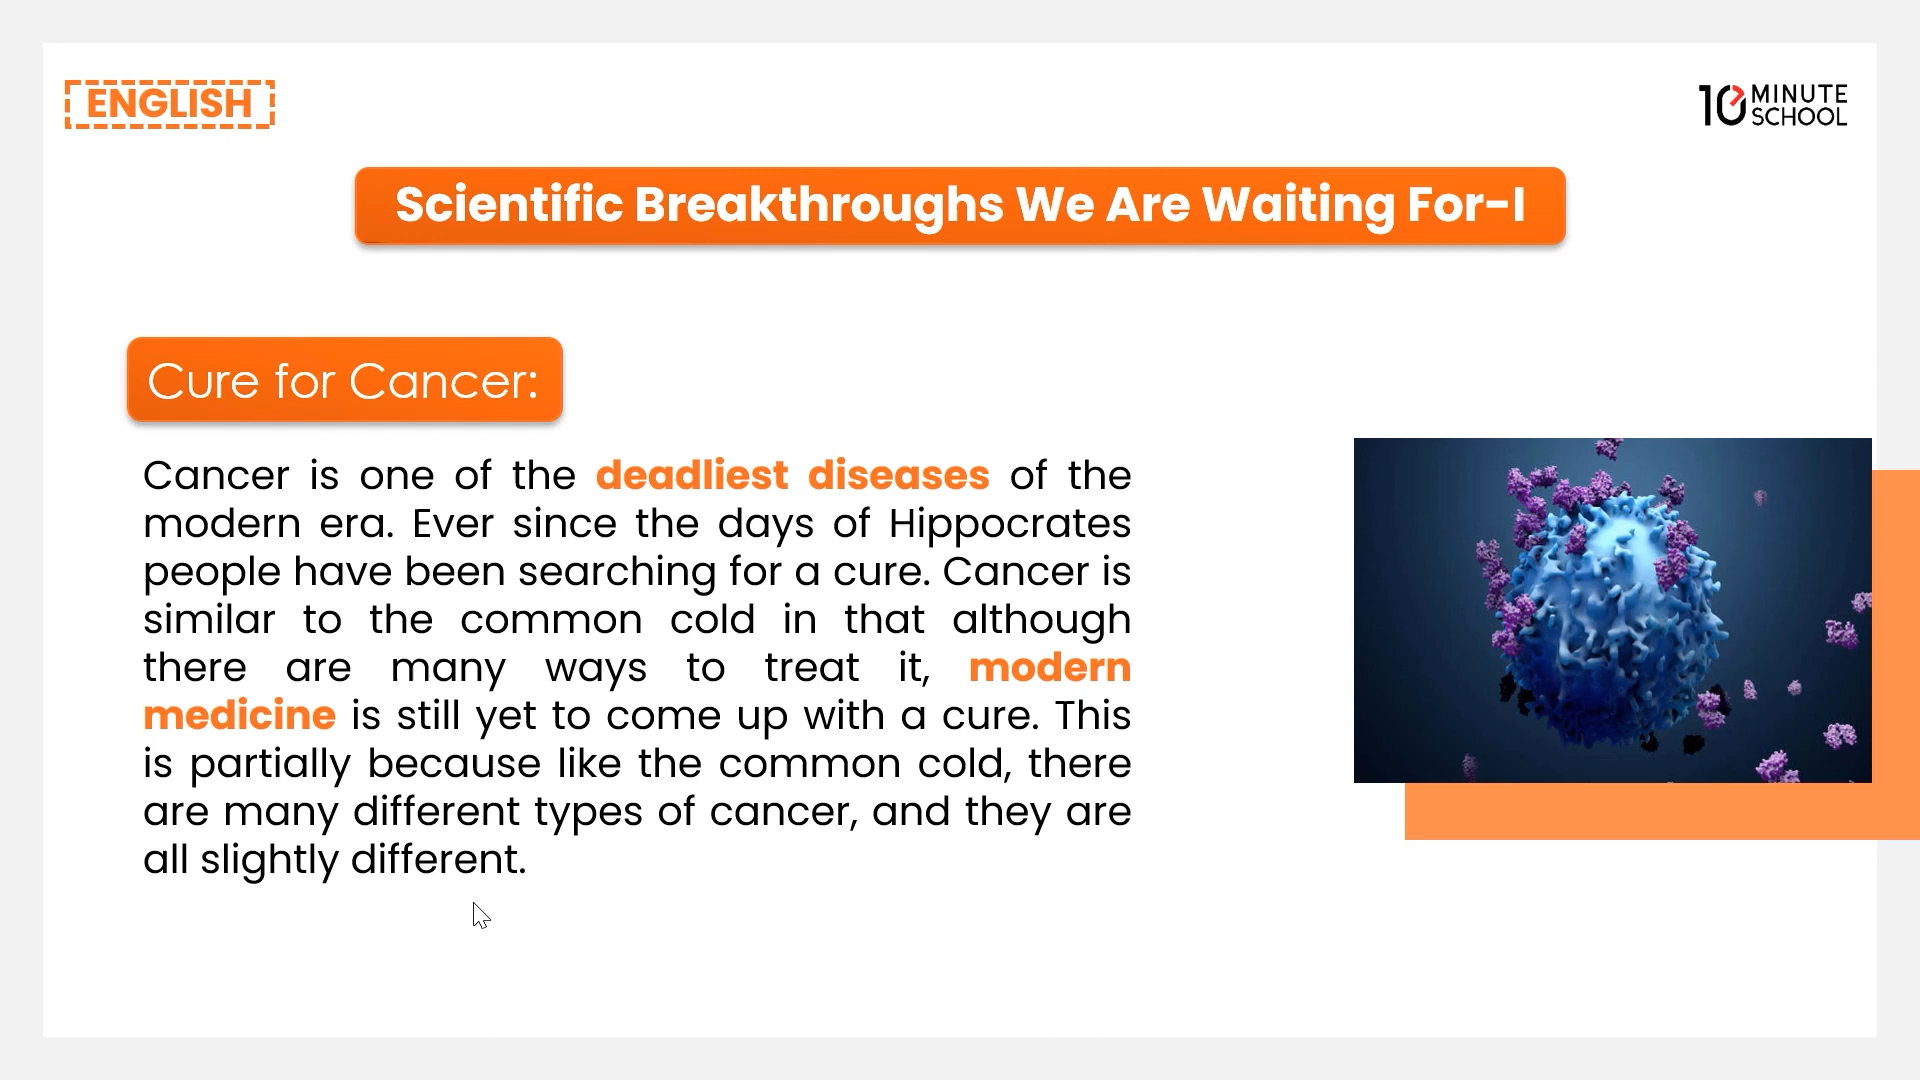 ENGLISH
10 MINUTE SCHOOL
Scientific Breakthroughs We Are Waiting For-I
Cure for Cancer:
Cancer is one of the deadliest diseases of the
modern era. Ever since the days of Hippocrates
people have been searching for a cure. Cancer is
similar to the common cold in that although
there are many ways to treat it, modern
medicine is still yet to come up with a cure. This
is partially because like the common cold, there
are many different types of cancer, and they are
all slightly different.